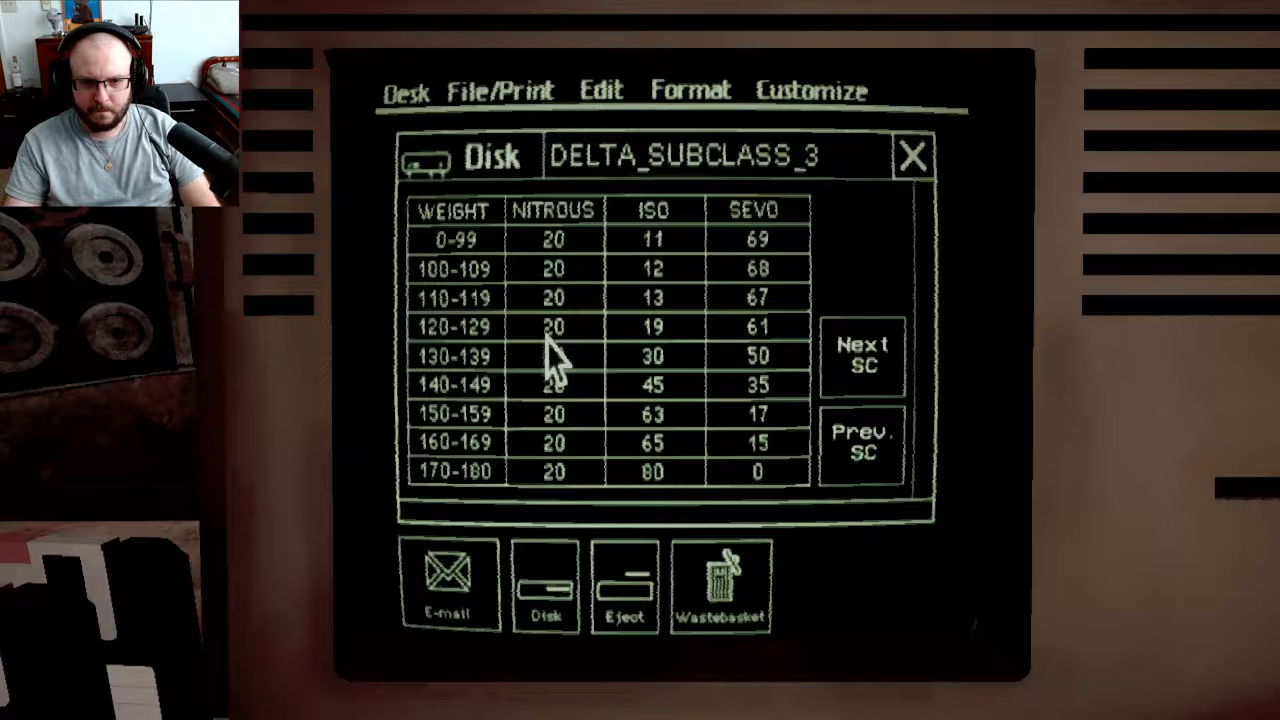 Desk File/Print Edit Format Customize
Disk DELTA_SUBCLASS_3
WEIGHT NITROUS ISO SEVO
0-99 20 11 69
100-109 20 12 68
110-119 20 13 67
120-129 20 19 61
130-139 30 50
140-149 20 45 35
150-159 20 63 17
160-169 20 65 15
170-180 20 80 0
Next
SC
Prev.
SC
E-mail Disk Eject Wastebasket